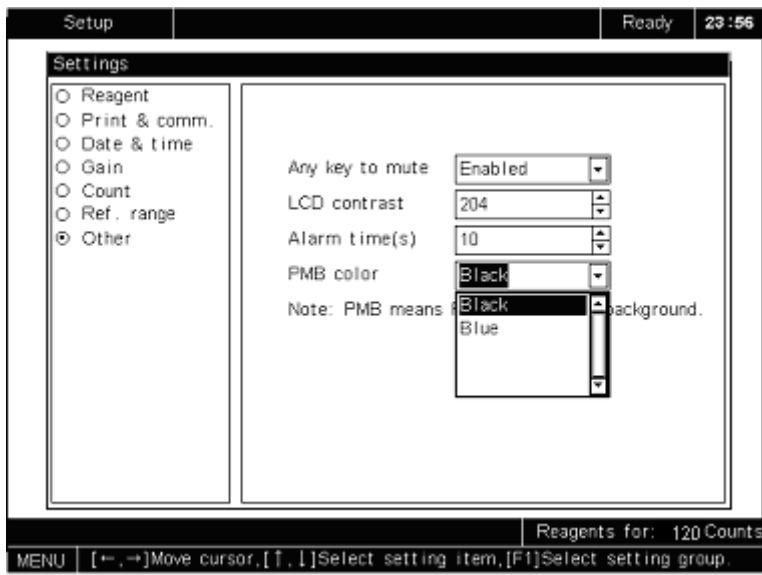 Setup Ready 23:56
Settings
Reagent
Print & comm.
Date & time
Gain
Count
Ref. range
Other
Any key to mute Enabled
LCD contrast 204
Alarm time(s) 10
PMB color Black
Note: PMB means background.
Black
Blue
Reagents for: 120 Counts
MENU [←,→]Move cursor,[↑,↓]Select setting item,[F1]Select setting group.